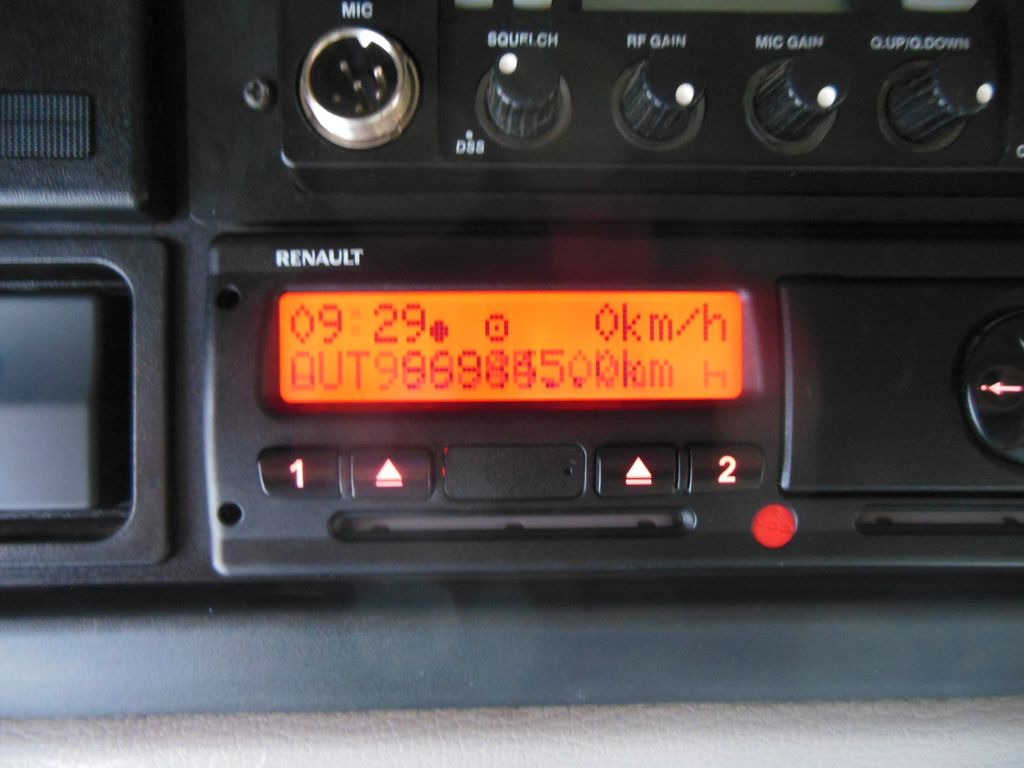 MIC
SQUELCH
RF GAIN
MIC GAIN
Q.UP/Q.DOWN
DSS
RENAULT
09:29 0km/h
1
2